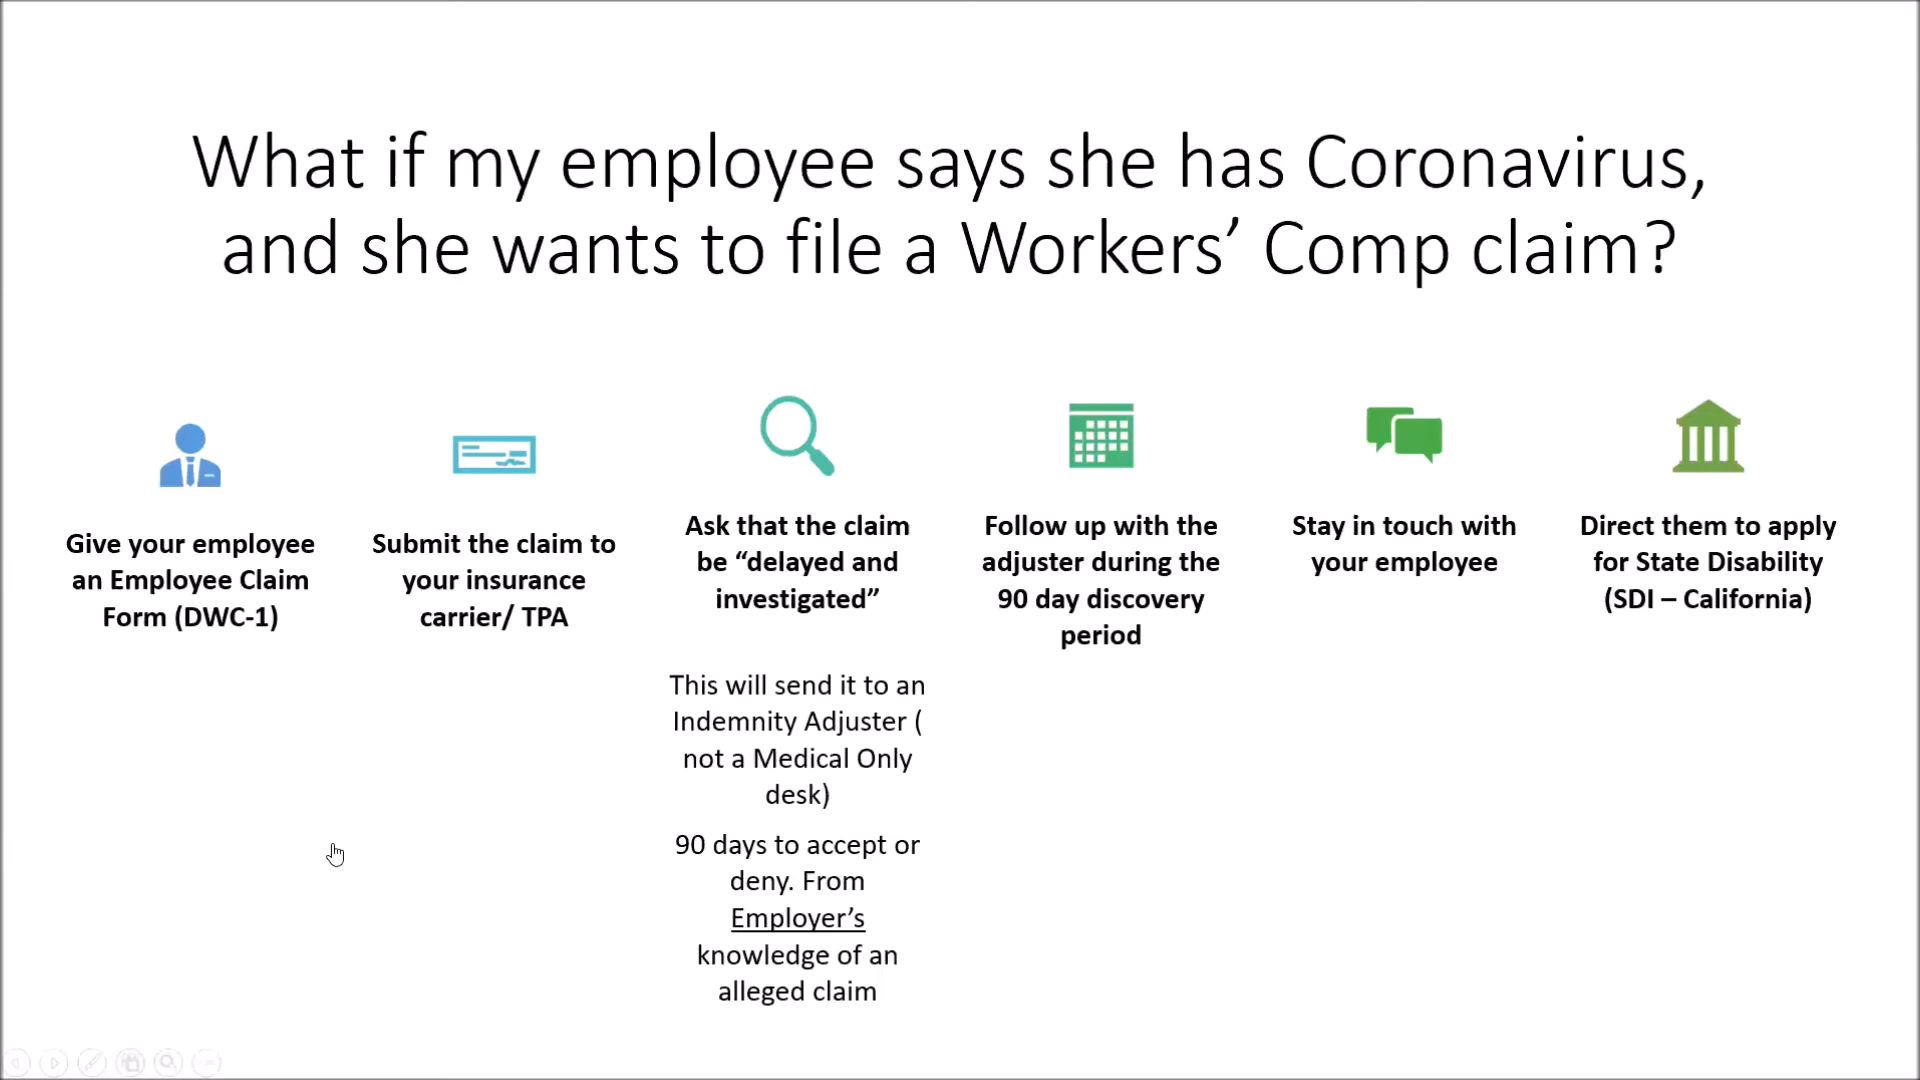 What if my employee says she has Coronavirus,
and she wants to file a Workers’ Comp claim?
Give your employee
an Employee Claim
Form (DWC-1)
Submit the claim to
your insurance
carrier/ TPA
Ask that the claim
be “delayed and
investigated”
This will send it to an
Indemnity Adjuster (
not a Medical Only
desk)
90 days to accept or
deny. From
Employer’s
knowledge of an
alleged claim
Follow up with the
adjuster during the
90 day discovery
period
Stay in touch with
your employee
Direct them to apply
for State Disability
(SDI – California)